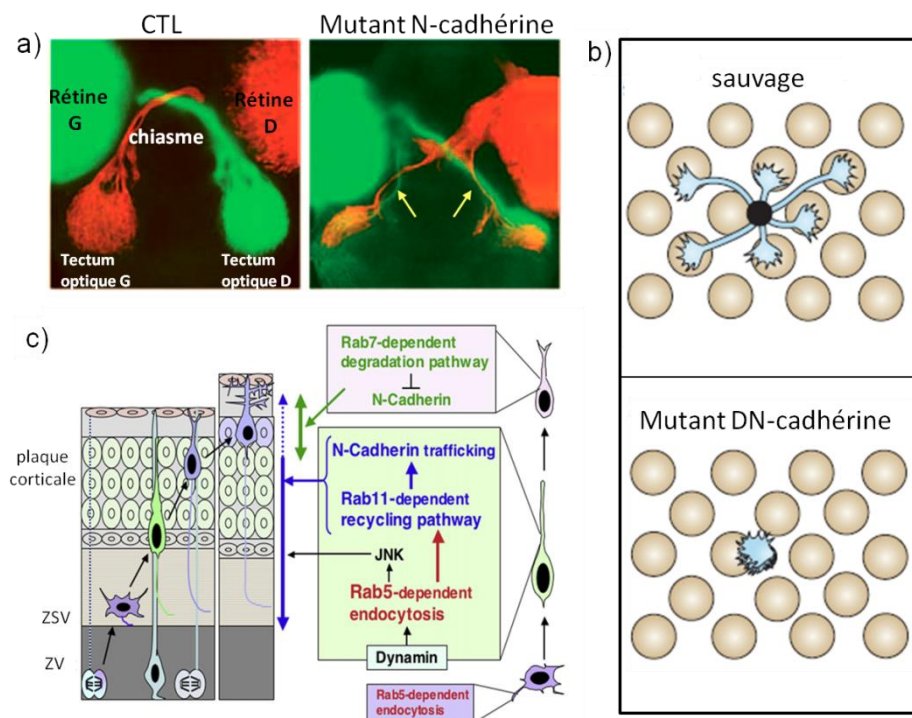 a)
CTL
Mutant N-cadhérine
Rétine
G
Rétine
D
chiasme
Tectum
optique G
Tectum
optique D
b)
sauvage
Mutant DN-cadhérine
c)
plaque
corticale
ZSV
ZV
Rab7-dependent
degradation pathway
N-Cadherin
N-Cadherin trafficking
Rab11-dependent
recycling pathway
JNK
Rab5-dependent
endocytosis
Dynamin
Rab5-dependent
endocytosis